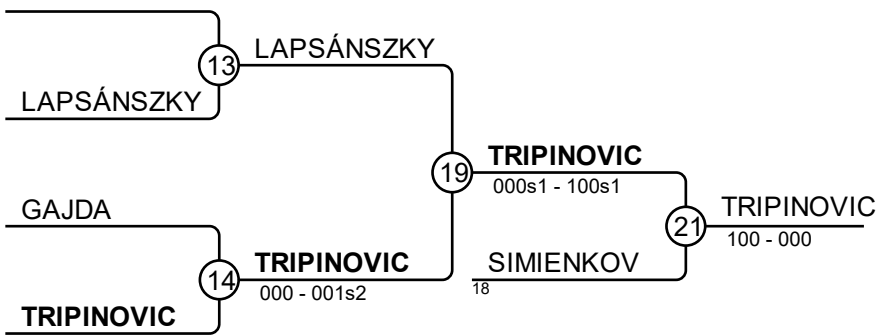 13
LAPSÁNSZKY
LAPSÁNSZKY
19
TRIPINOVIC
000s1 - 100s1
GAJDA
21
TRIPINOVIC
100 - 000
14
TRIPINOVIC
000 - 001s2
SIMIENKOV
18
TRIPINOVIC